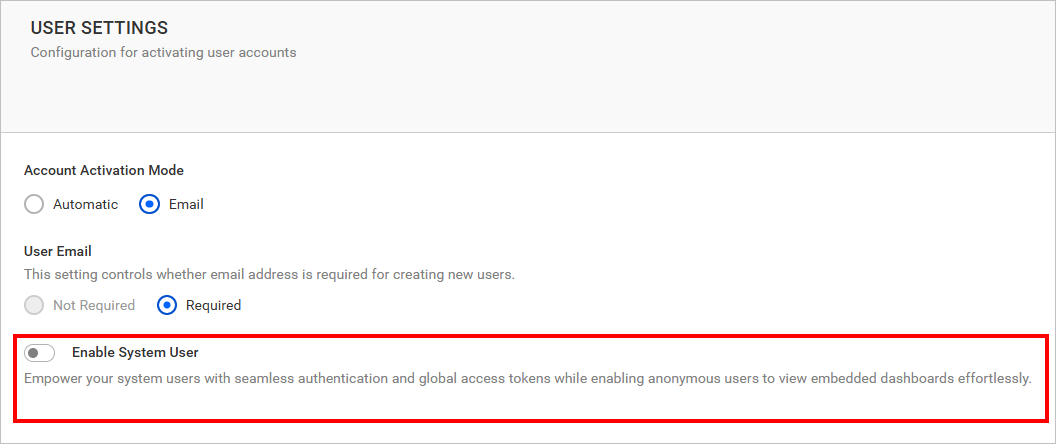 USER SETTINGS
Configuration for activating user accounts
Account Activation Mode
Automatic Email
User Email
This setting controls whether email address is required for creating new users.
Not Required Required
Enable System User
Empower your system users with seamless authentication and global access tokens while enabling anonymous users to view embedded dashboards effortlessly.